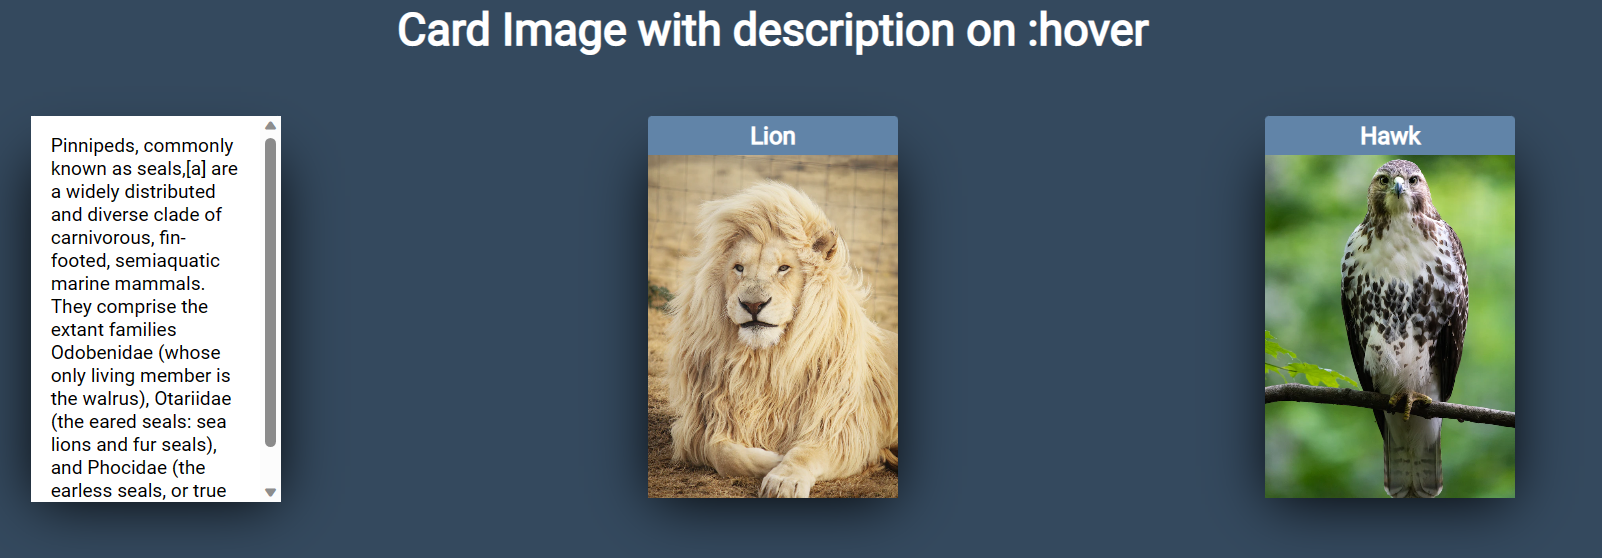 Card Image with description on :hover
Pinnipeds, commonly
known as seals,[a] are
a widely distributed
and diverse clade of
carnivorous, fin-
footed, semiaquatic
marine mammals.
They comprise the
extant families
Odobenidae (whose
only living member is
the walrus), Otariidae
(the eared seals: sea
lions and fur seals),
and Phocidae (the
earless seals, or true
Lion
Hawk